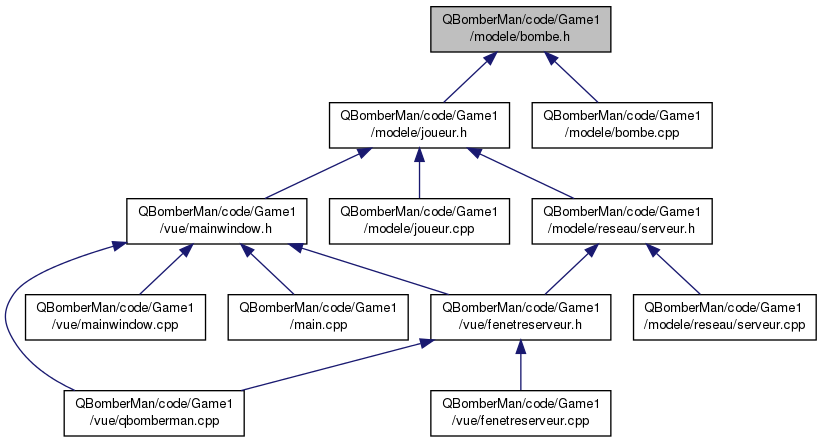 QBomberMan/code/Game1
/modele/bombe.h
QBomberMan/code/Game1
/modele/joueur.h
QBomberMan/code/Game1
/modele/bombe.cpp
QBomberMan/code/Game1
/vue/mainwindow.h
QBomberMan/code/Game1
/modele/joueur.cpp
QBomberMan/code/Game1
/modele/reseau/serveur.h
QBomberMan/code/Game1
/vue/mainwindow.cpp
QBomberMan/code/Game1
/main.cpp
QBomberMan/code/Game1
/vue/fenetreserveur.h
QBomberMan/code/Game1
/modele/reseau/serveur.cpp
QBomberMan/code/Game1
/vue/qbomberman.cpp
QBomberMan/code/Game1
/vue/fenetreserveur.cpp